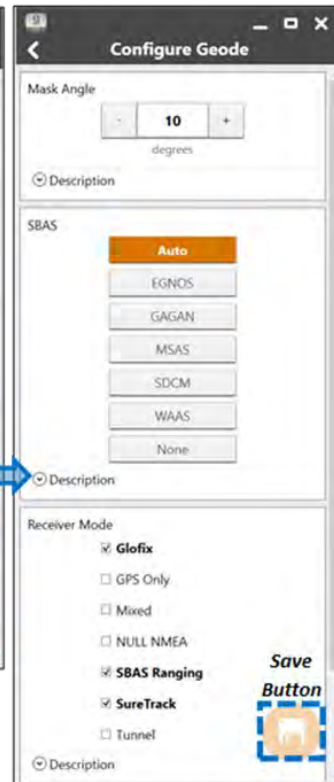 Configure Geode
Mask Angle
- 10 +
degrees
Description
SBAS
Auto
EGNOS
GAGAN
MSAS
SDCM
WAAS
None
Description
Receiver Mode
Glofix
GPS Only
Mixed
NULL NMEA
SBAS Ranging
SureTrack
Tunnel
Description
Save
Button